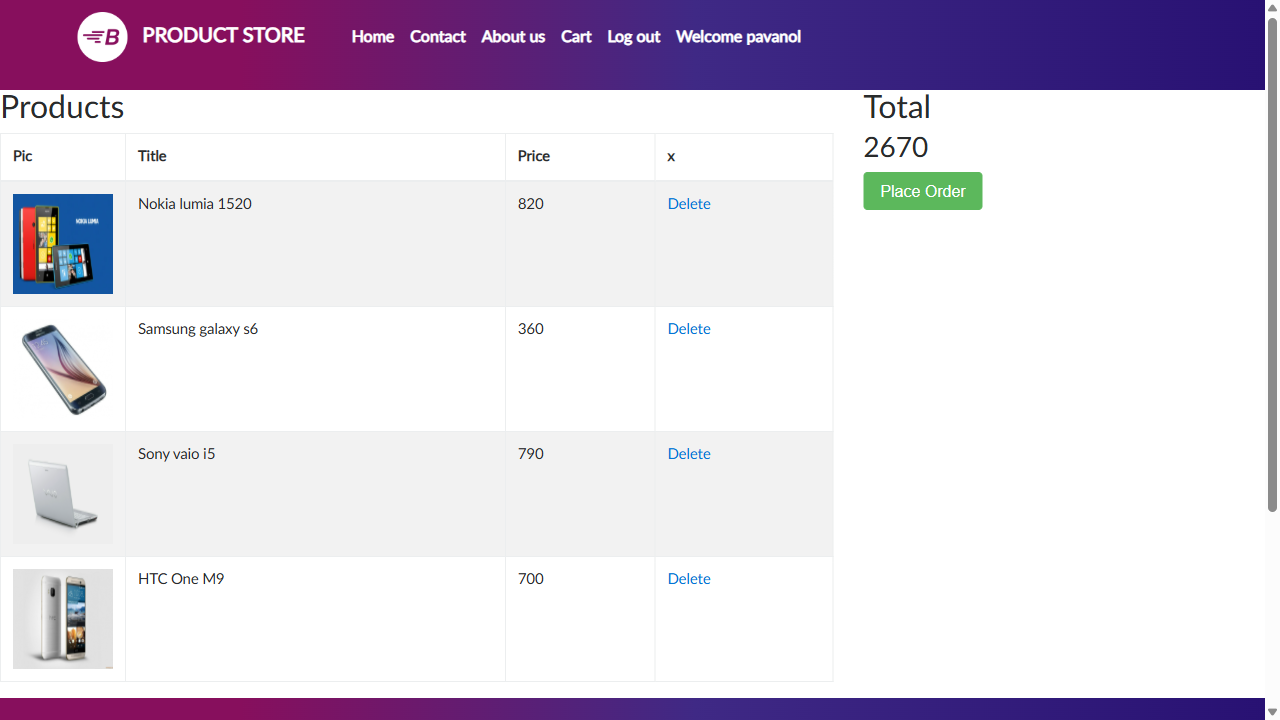 B PRODUCT STORE Home Contact About us Cart Log out Welcome pavanol
Products
Total
2670
Place Order
Pic Title Price x
NOKIA LUMIA
Nokia lumia 1520 820 Delete
Samsung galaxy s6 360 Delete
Sony vaio i5 790 Delete
HTC One M9 700 Delete